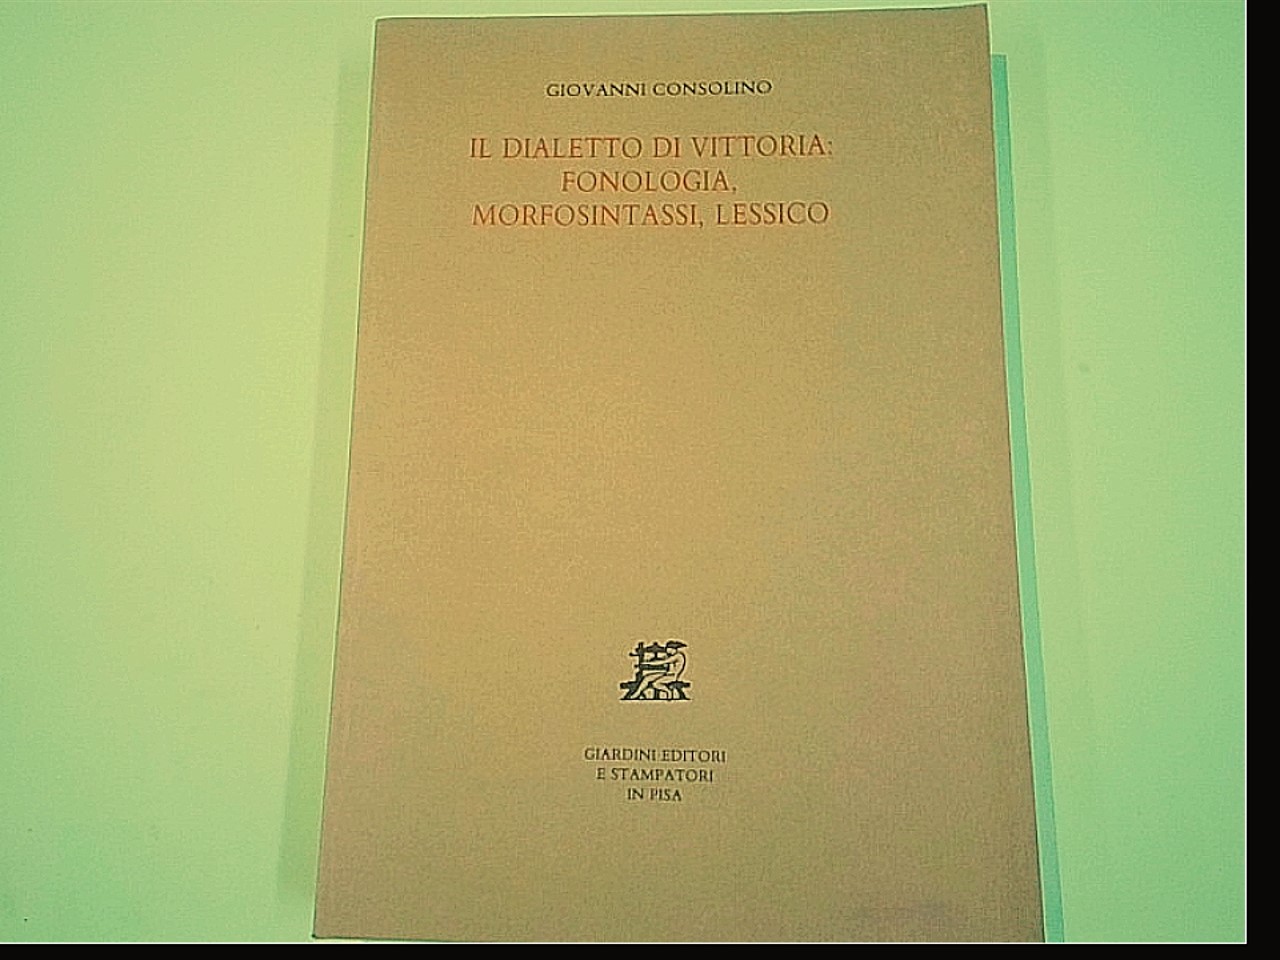 GIOVANNI CONSOLINO
IL DIALETTO DI VITTORIA:
FONOLOGIA,
MORFOSINTASSI, LESSICO
GIARDINI EDITORI
E STAMPATORI
IN PISA